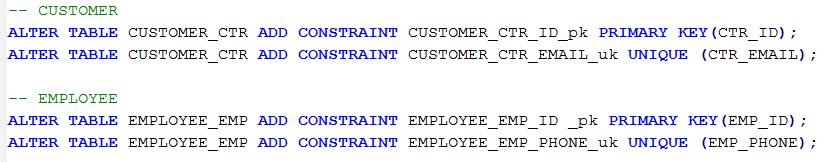 -- CUSTOMER
ALTER TABLE CUSTOMER_CTR ADD CONSTRAINT CUSTOMER_CTR_ID_pk PRIMARY KEY(CTR_ID);
ALTER TABLE CUSTOMER_CTR ADD CONSTRAINT CUSTOMER_CTR_EMAIL_uk UNIQUE (CTR_EMAIL);
-- EMPLOYEE
ALTER TABLE EMPLOYEE_EMP ADD CONSTRAINT EMPLOYEE_EMP_ID _pk PRIMARY KEY(EMP_ID);
ALTER TABLE EMPLOYEE_EMP ADD CONSTRAINT EMPLOYEE_EMP_PHONE_uk UNIQUE (EMP_PHONE);